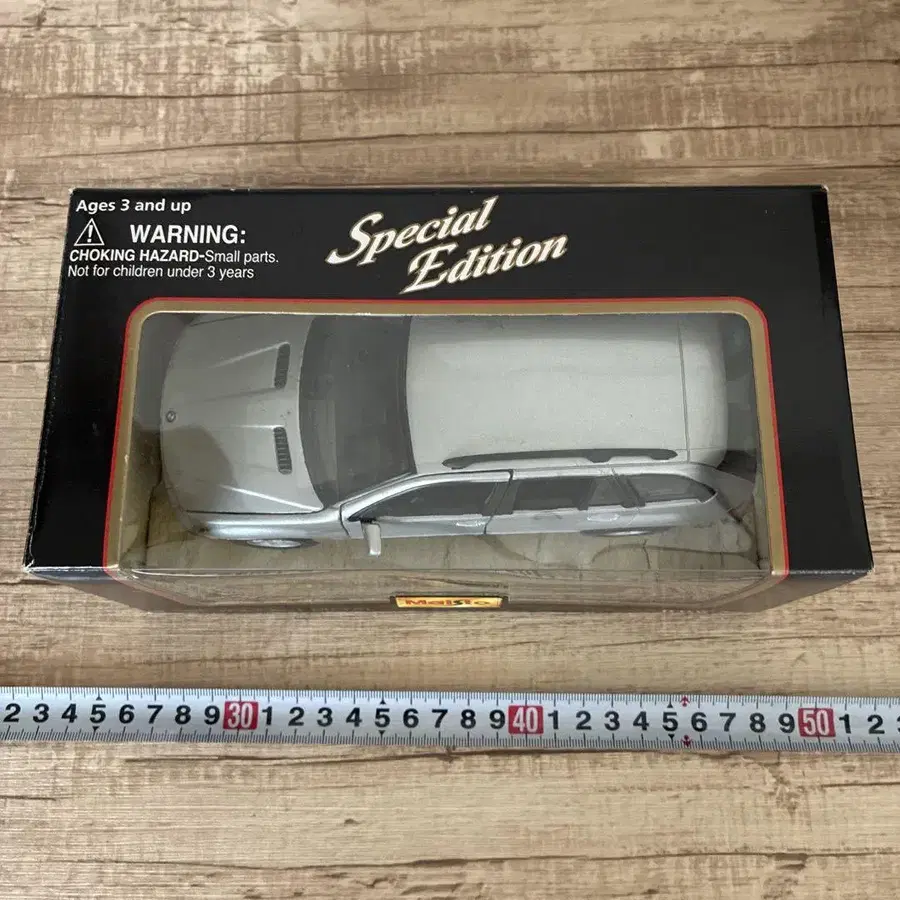 Ages 3 and up
WARNING:
CHOKING HAZARD-Small parts.
Not for children under 3 years
Special
Edition
Maisto
2 3 4 5 6 7 8 9 30 1 2 3 4 5 6 7 8 9 40 1 2 3 4 5 6 7 8 9 50 1 2